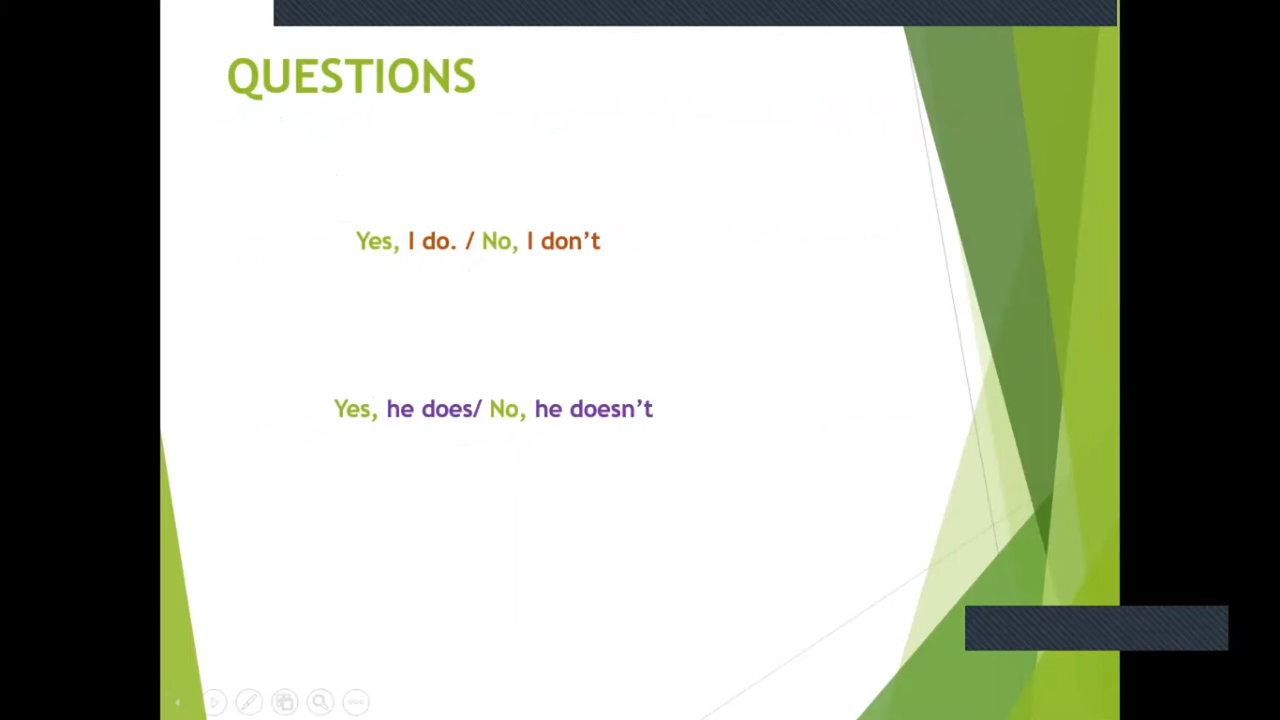 QUESTIONS
Yes, I do. / No, I don’t
Yes, he does/ No, he doesn’t